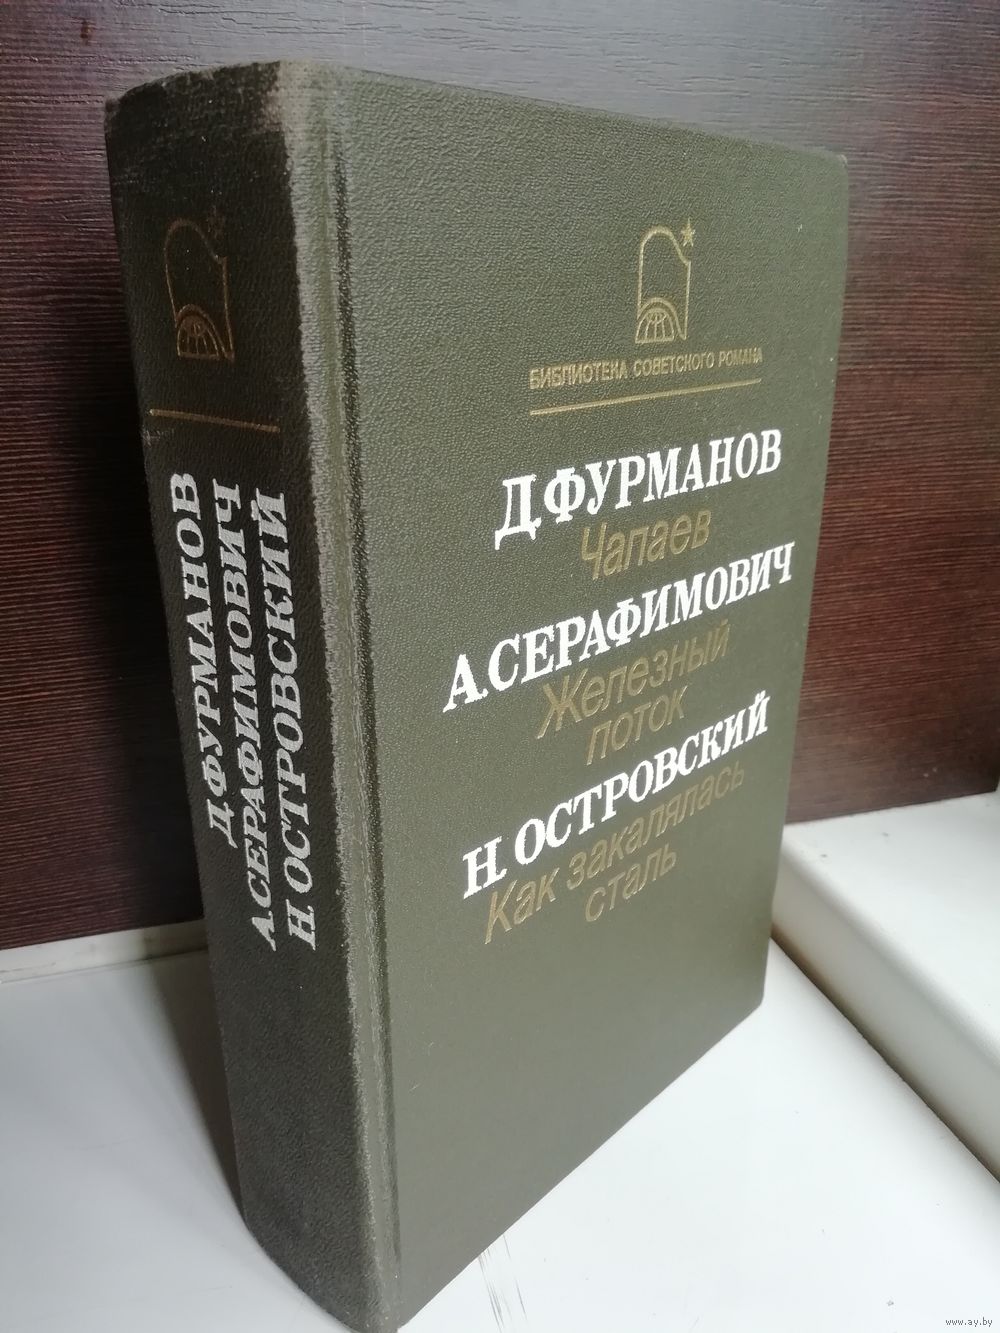 Д.ФУРМАНОВ
А.СЕРАФИМОВИЧ
Н.ОСТРОВСКИЙ
БИБЛИОТЕКА СОВЕТСКОГО РОМАНА
Д.ФУРМАНОВ
Чапаев
А.СЕРАФИМОВИЧ
Железный
поток
Н.ОСТРОВСКИЙ
Как закалялась
сталь
www.ay.by